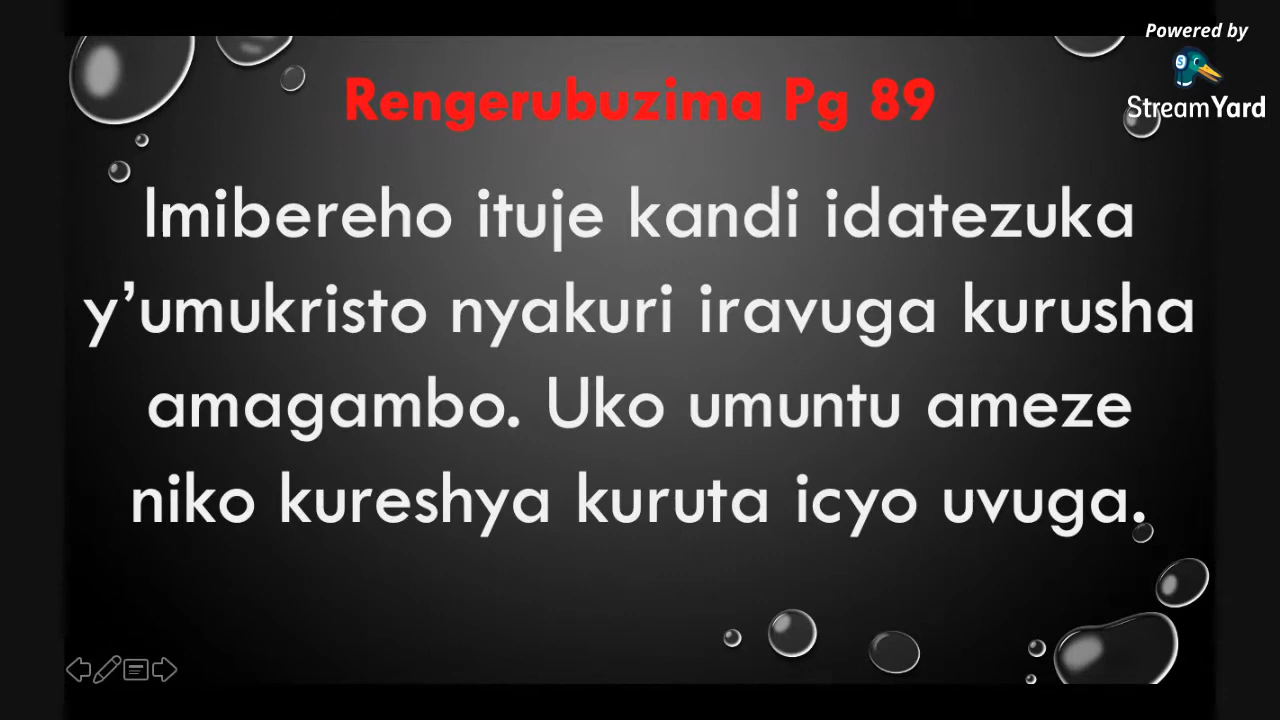 Powered by
StreamYard
Rengerubuzima Pg 89
Imibereho ituje kandi idatezuka
y’umukristo nyakuri iravuga kurusha
amagambo. Uko umuntu ameze
niko kureshya kuruta icyo uvuga.